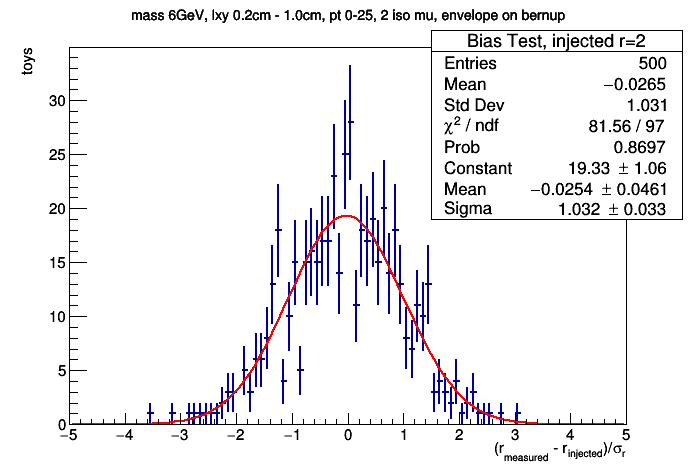 mass 6GeV, lxy 0.2cm - 1.0cm, pt 0-25, 2 iso mu, envelope on bernup
toys
Bias Test, injected r=2
Entries 500
Mean −0.0265
Std Dev 1.031
χ² / ndf 81.56 / 97
Prob 0.8697
Constant 19.33 ± 1.06
Mean −0.0254 ± 0.0461
Sigma 1.032 ± 0.033
30
25
20
15
10
5
0
−5 −4 −3 −2 −1 0 1 2 3 4 5
(r_measured - r_injected)/σ_r